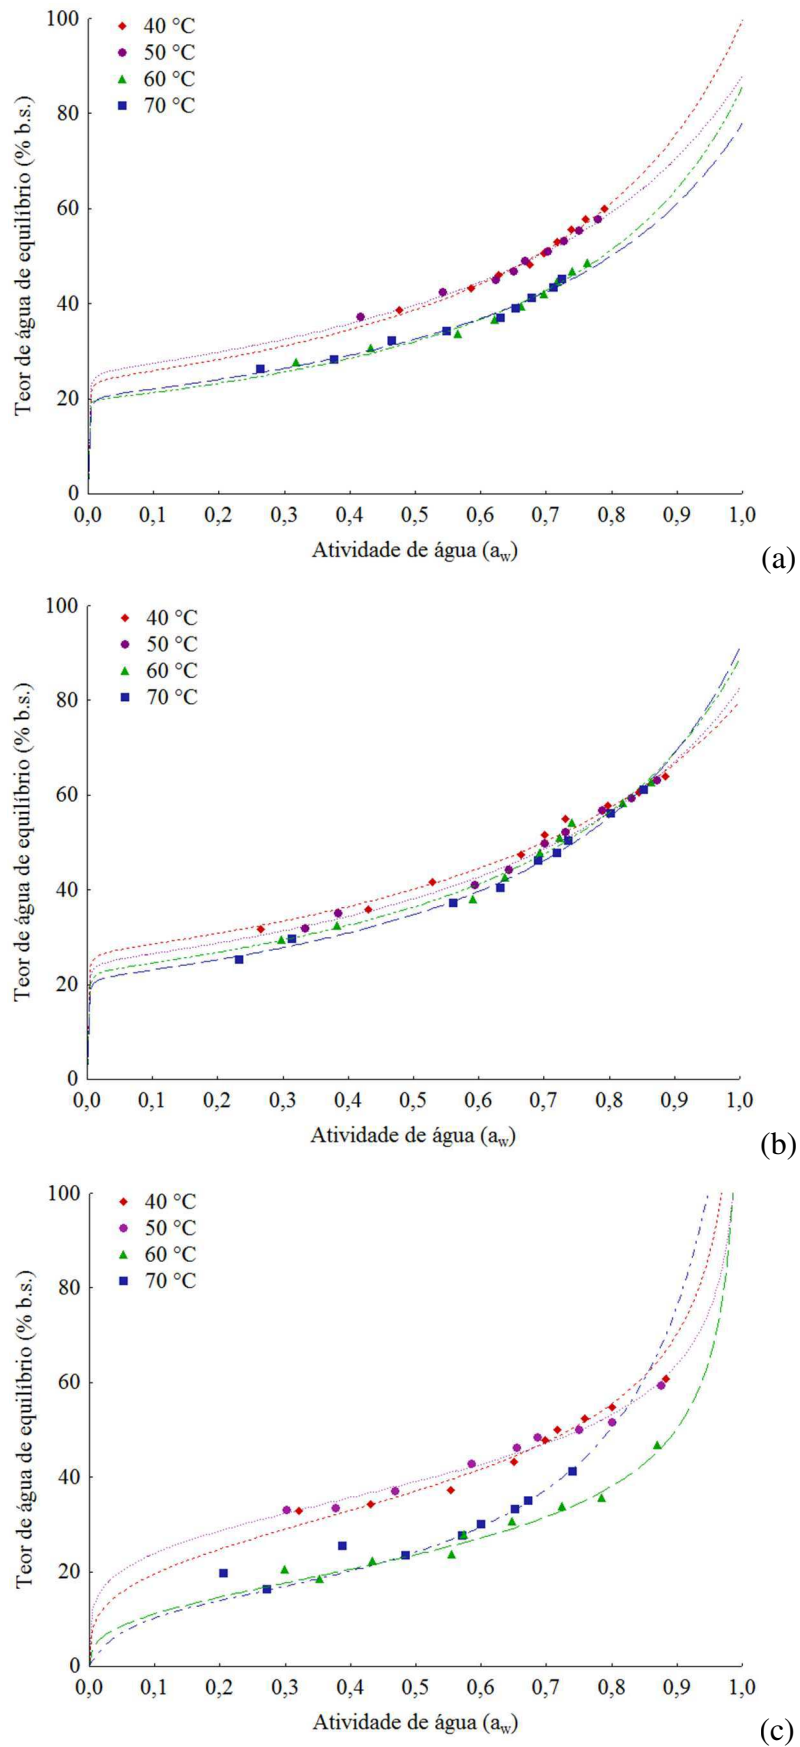 100
80
60
40
20
0
Teor de água de equilíbrio (% b.s.)
40 °C
50 °C
60 °C
70 °C
0,0 0,1 0,2 0,3 0,4 0,5 0,6 0,7 0,8 0,9 1,0
Atividade de água (aw)
(a)
100
80
60
40
20
0
Teor de água de equilíbrio (% b.s.)
40 °C
50 °C
60 °C
70 °C
0,0 0,1 0,2 0,3 0,4 0,5 0,6 0,7 0,8 0,9 1,0
Atividade de água (aw)
(b)
100
80
60
40
20
0
Teor de água de equilíbrio (% b.s.)
40 °C
50 °C
60 °C
70 °C
0,0 0,1 0,2 0,3 0,4 0,5 0,6 0,7 0,8 0,9 1,0
Atividade de água (aw)
(c)